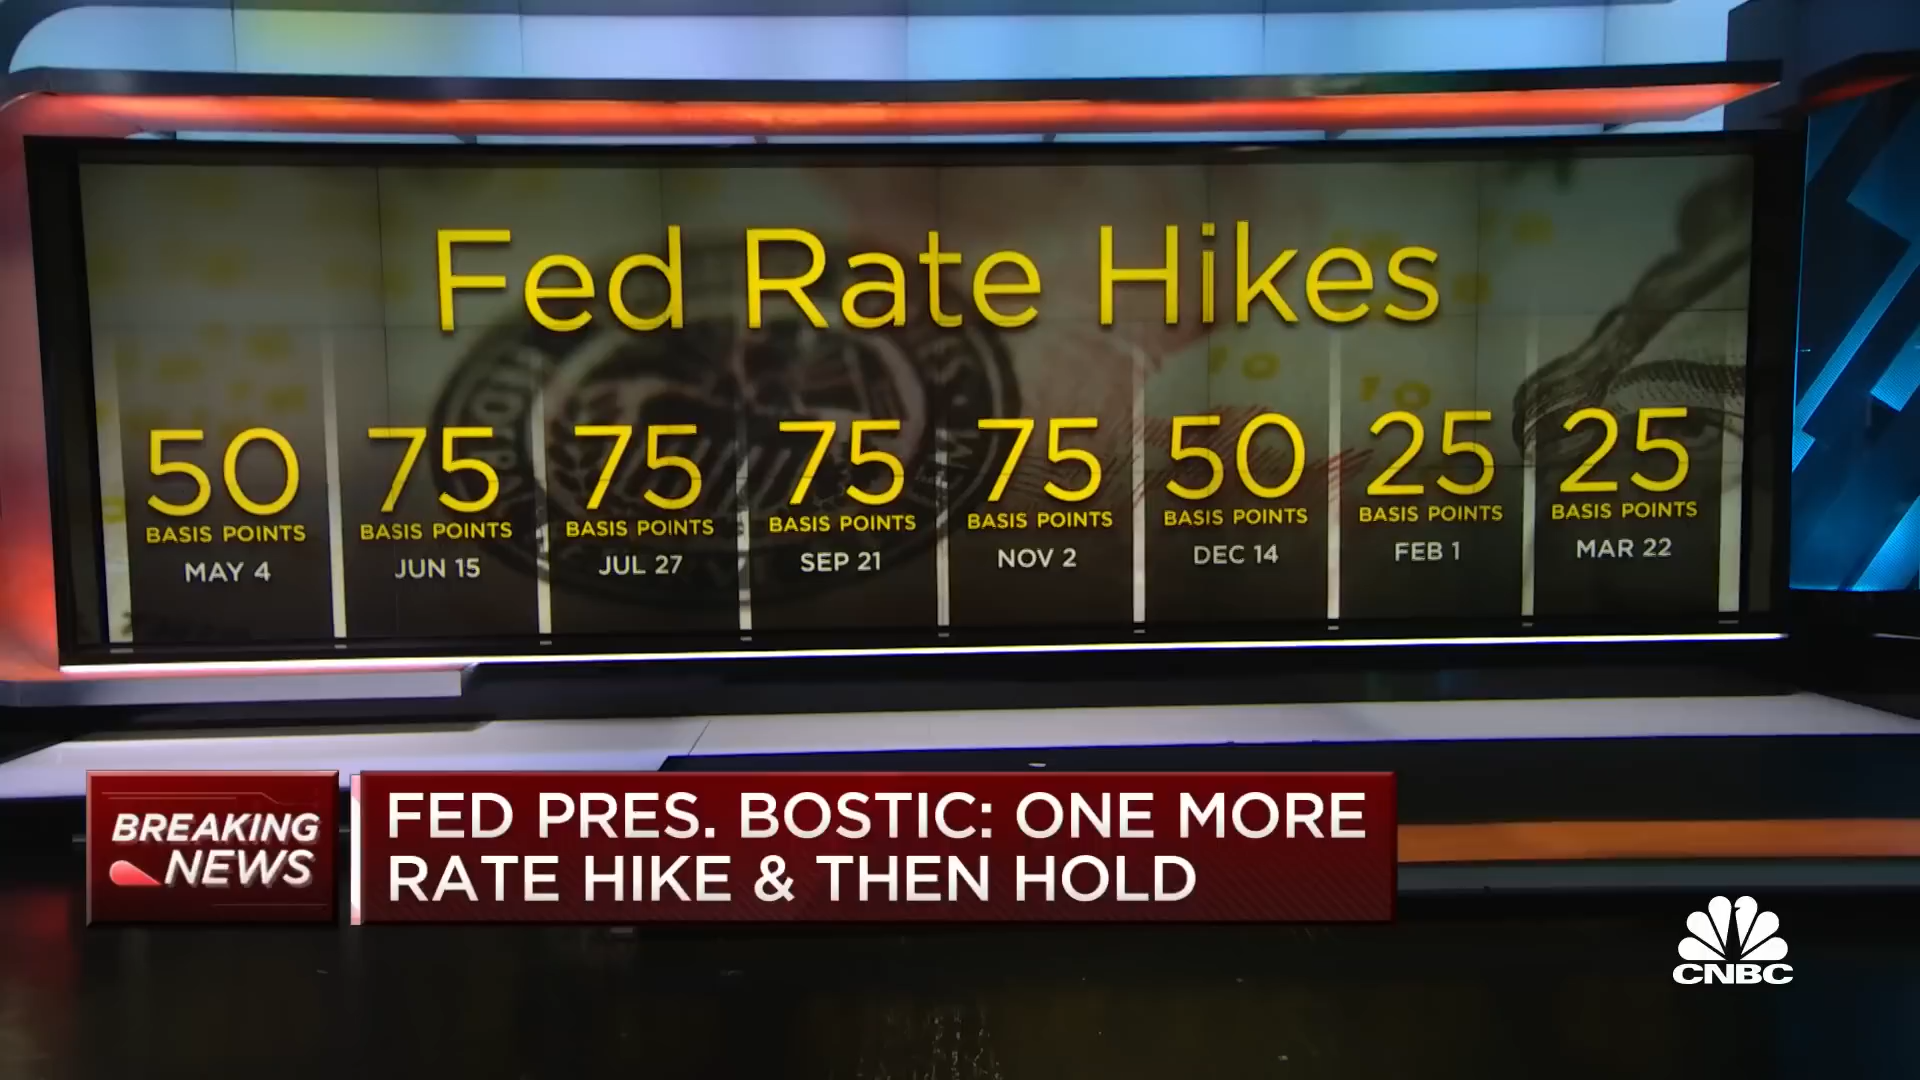 Fed Rate Hikes
50 75 75 75 75 50 25 25
BASIS POINTS BASIS POINTS BASIS POINTS BASIS POINTS BASIS POINTS BASIS POINTS BASIS POINTS BASIS POINTS
MAY 4 JUN 15 JUL 27 SEP 21 NOV 2 DEC 14 FEB 1 MAR 22
BREAKING
NEWS
FED PRES. BOSTIC: ONE MORE
RATE HIKE & THEN HOLD
CNBC